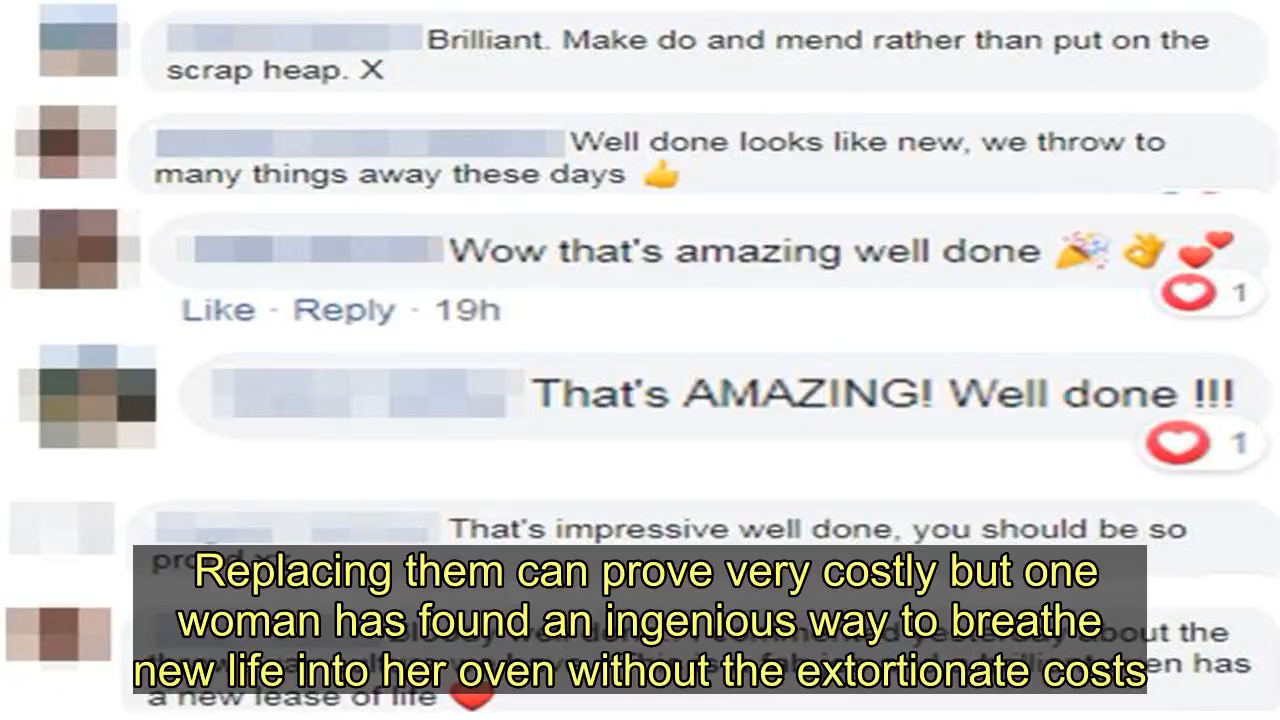 Brilliant. Make do and mend rather than put on the
scrap heap. X
Well done looks like new, we throw to
many things away these days 👍
Wow that's amazing well done 🎉 👌 💕
Like · Reply · 19h
1
That's AMAZING! Well done !!!
1
That's impressive well done, you should be so
Replacing them can prove very costly but one
woman has found an ingenious way to breathe
new life into her oven without the extortionate costs
about the
has
a new lease of life ❤️